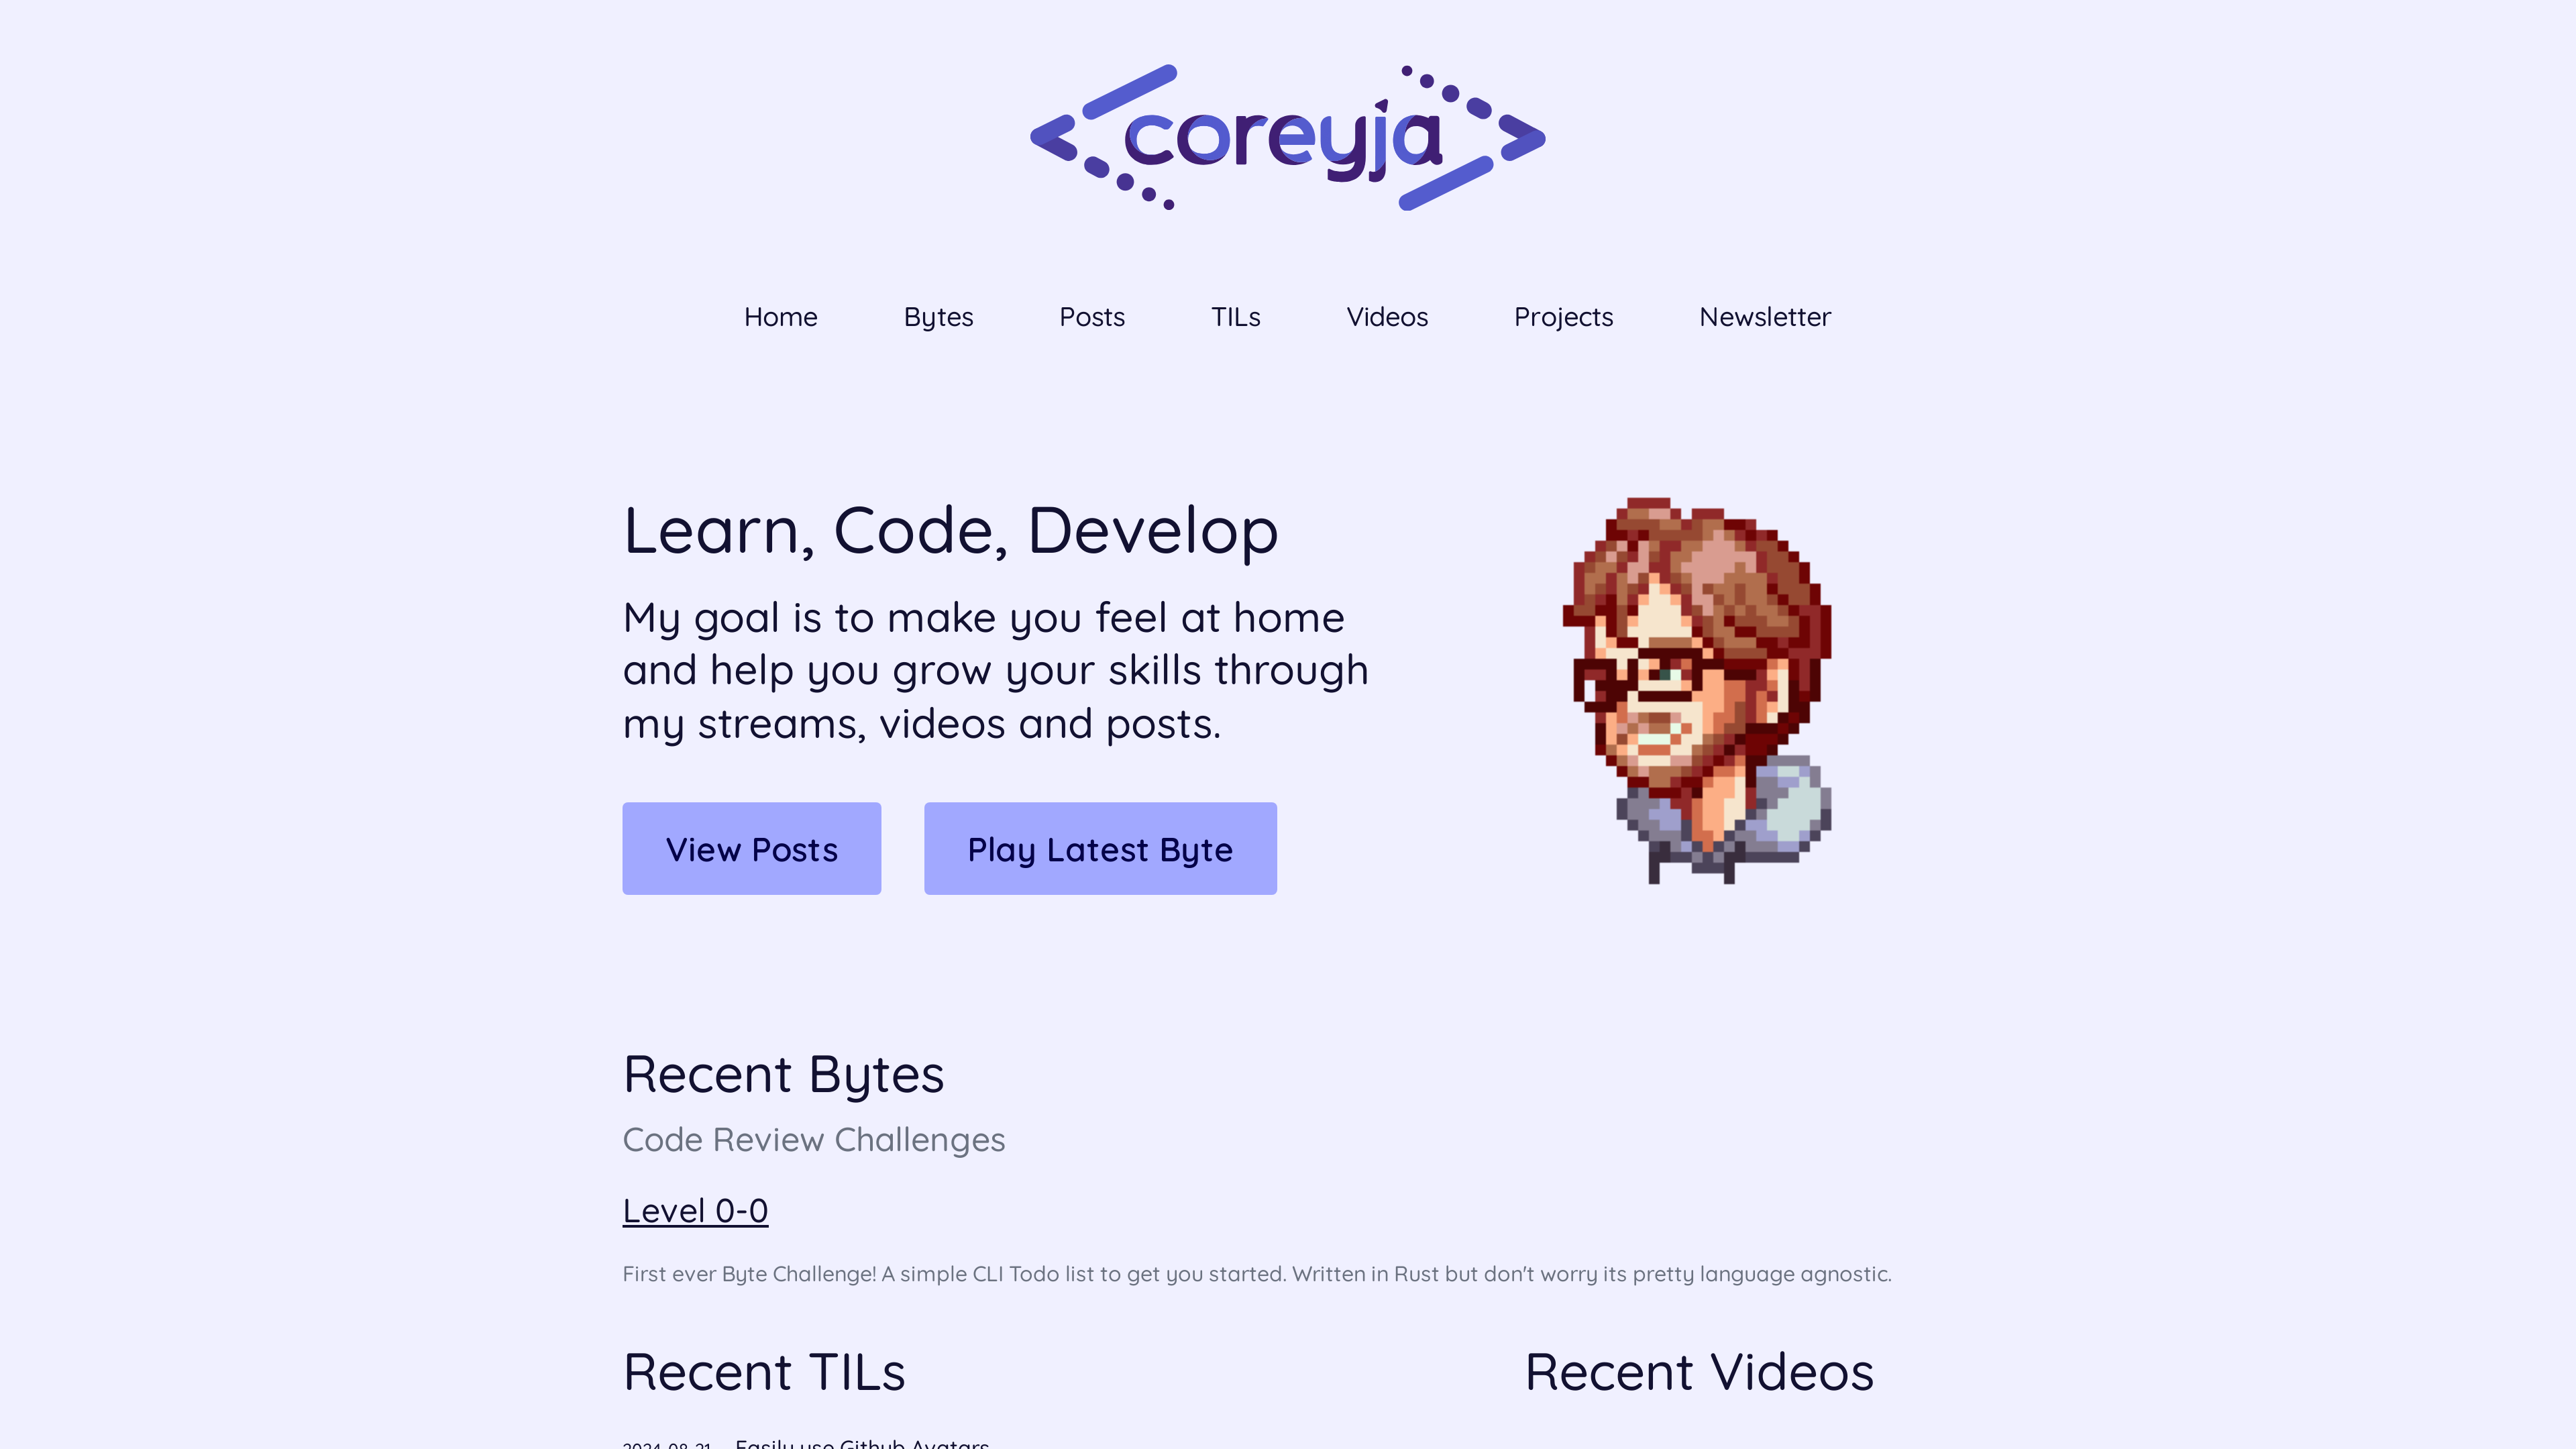 coreyja
Home Bytes Posts TILs Videos Projects Newsletter
Learn, Code, Develop
My goal is to make you feel at home
and help you grow your skills through
my streams, videos and posts.
View Posts Play Latest Byte
Recent Bytes
Code Review Challenges
Level 0-0
First ever Byte Challenge! A simple CLI Todo list to get you started. Written in Rust but don't worry its pretty language agnostic.
Recent TILs
Recent Videos
2024-08-21 Easily use Github Avatars